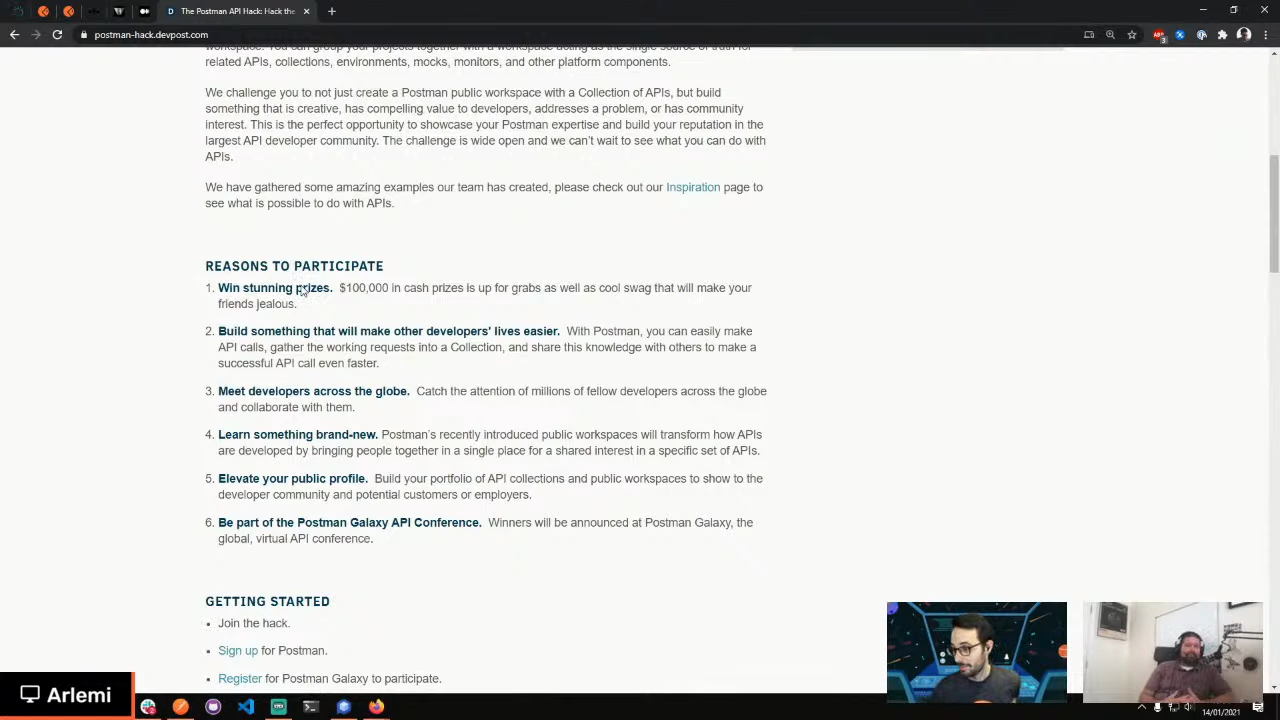 The Postman API Hack Hack the
postman-hack.devpost.com
workspace. You can group your projects together with a workspace acting as the single source of truth for
related APIs, collections, environments, mocks, monitors, and other platform components.
We challenge you to not just create a Postman public workspace with a Collection of APIs, but build
something that is creative, has compelling value to developers, addresses a problem, or has community
interest. This is the perfect opportunity to showcase your Postman expertise and build your reputation in the
largest API developer community. The challenge is wide open and we can't wait to see what you can do with
APIs.
We have gathered some amazing examples our team has created, please check out our Inspiration page to
see what is possible to do with APIs.
REASONS TO PARTICIPATE
1. Win stunning prizes. $100,000 in cash prizes is up for grabs as well as cool swag that will make your
friends jealous.
2. Build something that will make other developers' lives easier. With Postman, you can easily make
API calls, gather the working requests into a Collection, and share this knowledge with others to make a
successful API call even faster.
3. Meet developers across the globe. Catch the attention of millions of fellow developers across the globe
and collaborate with them.
4. Learn something brand-new. Postman's recently introduced public workspaces will transform how APIs
are developed by bringing people together in a single place for a shared interest in a specific set of APIs.
5. Elevate your public profile. Build your portfolio of API collections and public workspaces to show to the
developer community and potential customers or employers.
6. Be part of the Postman Galaxy API Conference. Winners will be announced at Postman Galaxy, the
global, virtual API conference.
GETTING STARTED
• Join the hack.
• Sign up for Postman.
• Register for Postman Galaxy to participate.
Arlemi
14/01/2021